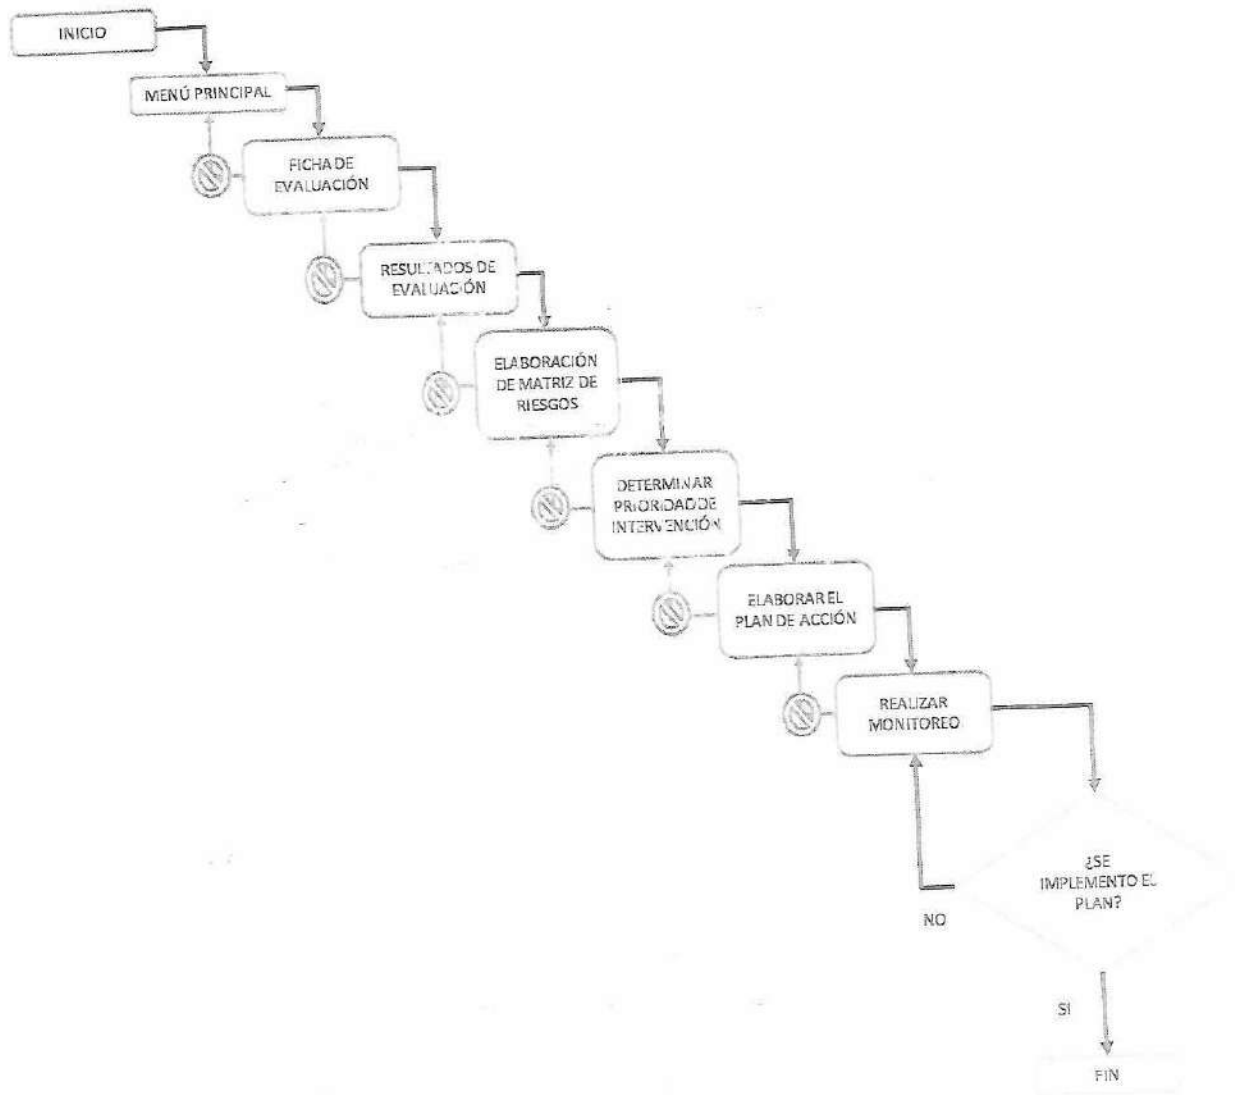 INICIO
MENÚ PRINCIPAL
FICHA DE
EVALUACIÓN
RESULTADOS DE
EVALUACIÓN
ELABORACIÓN
DE MATRIZ DE
RIESGOS
DETERMINAR
PRIORIDAD DE
INTERVENCIÓN
ELABORAR EL
PLAN DE ACCIÓN
REALIZAR
MONITOREO
¿SE
IMPLEMENTO EL
PLAN?
NO
SI
FIN